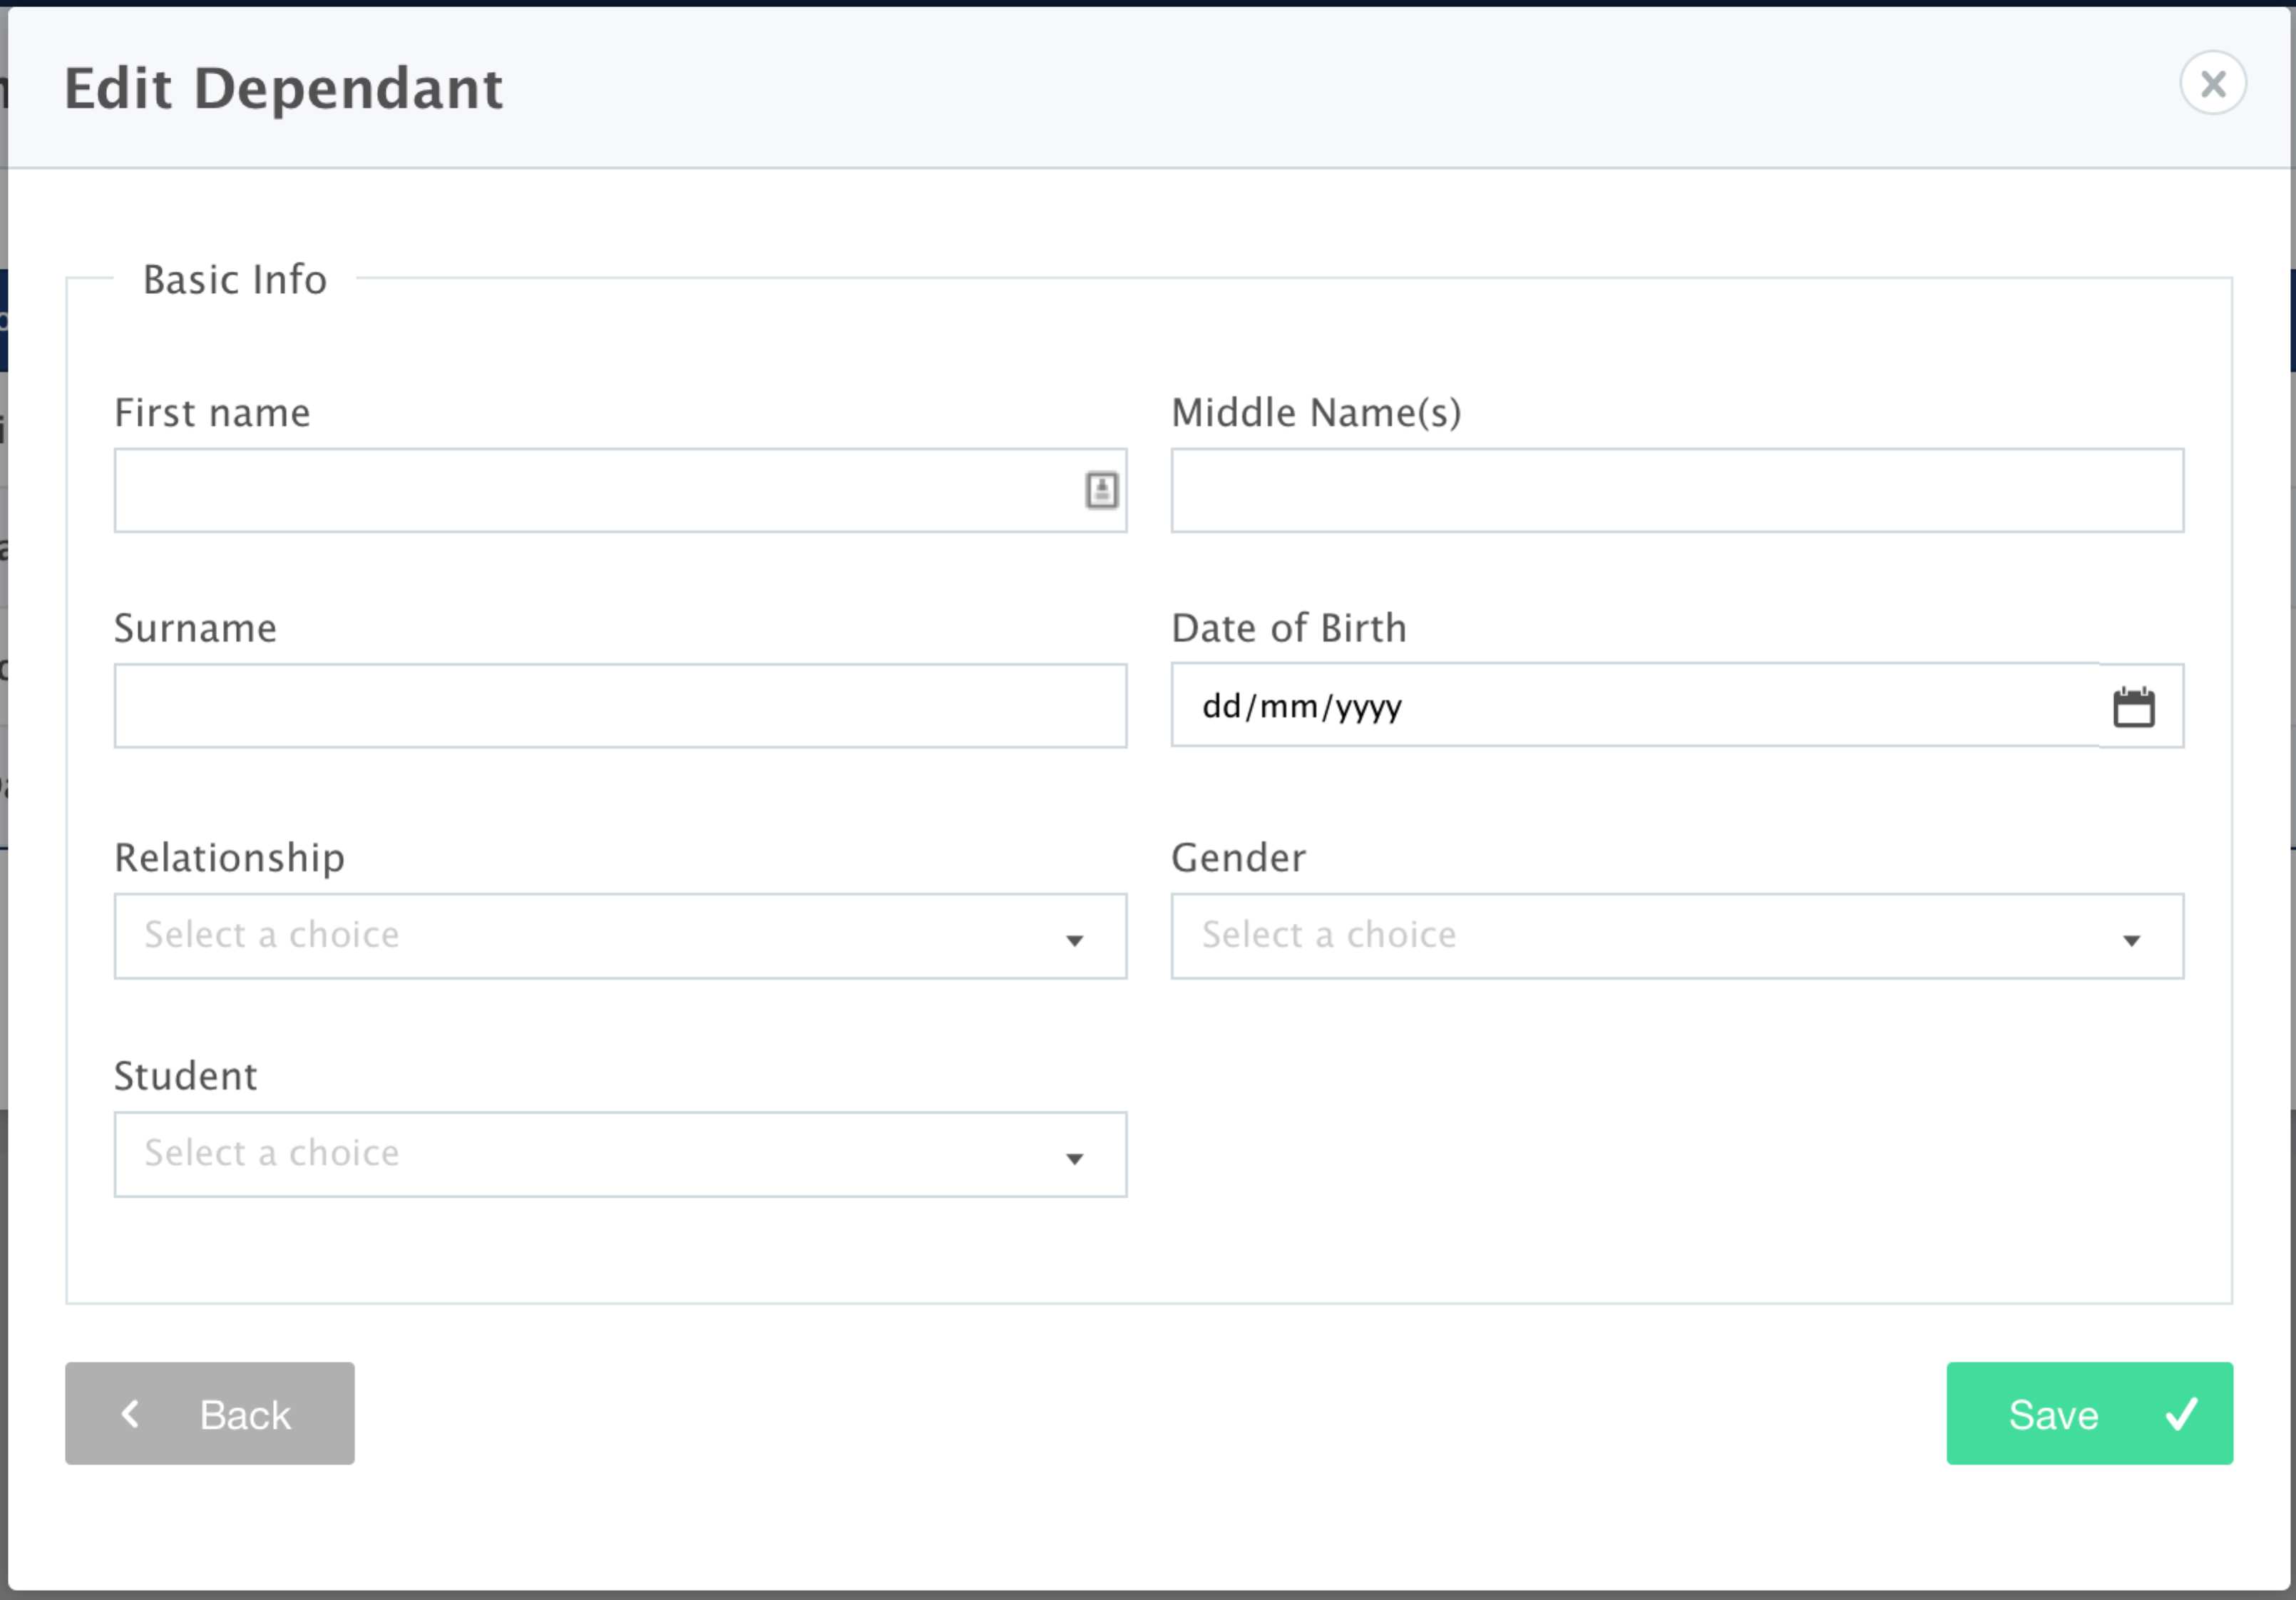 Edit Dependant
Basic Info
First name
Middle Name(s)
Surname
Date of Birth
dd/mm/yyyy
Relationship
Gender
Select a choice
Select a choice
Student
Select a choice
Back
Save